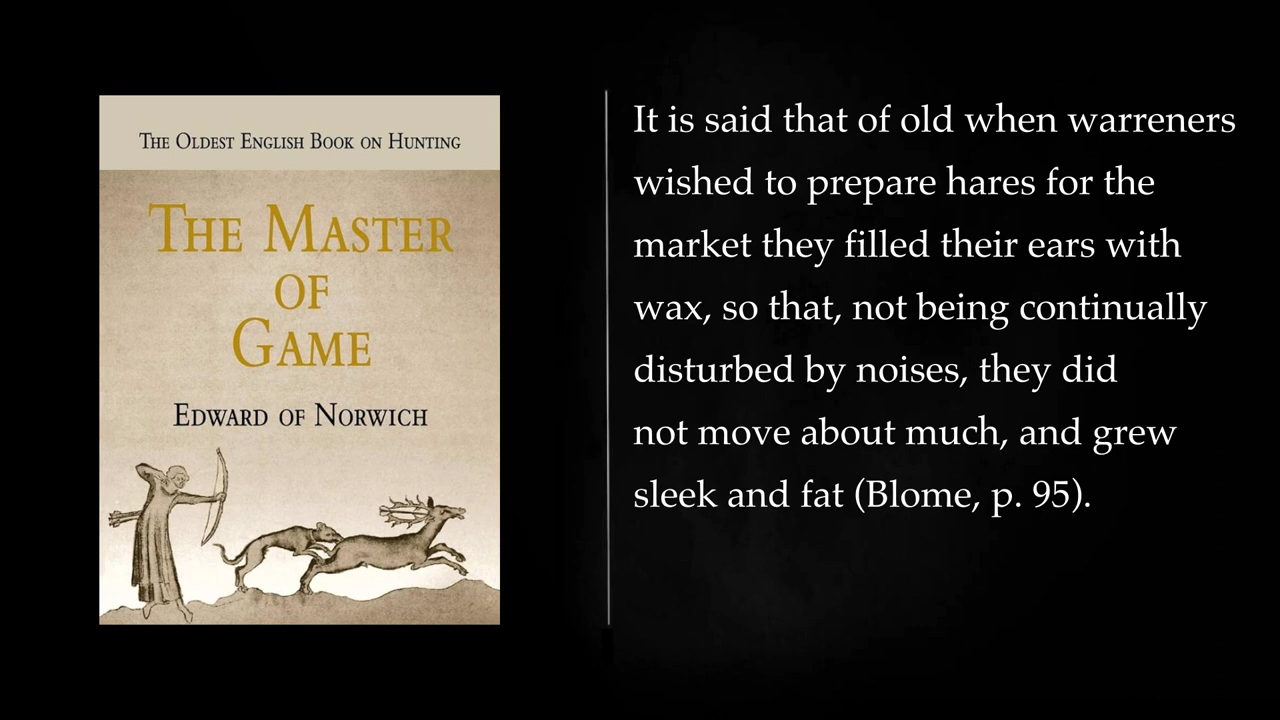 The Oldest English Book on Hunting
The Master
of
Game
Edward of Norwich
It is said that of old when warreners
wished to prepare hares for the
market they filled their ears with
wax, so that, not being continually
disturbed by noises, they did
not move about much, and grew
sleek and fat (Blome, p. 95).